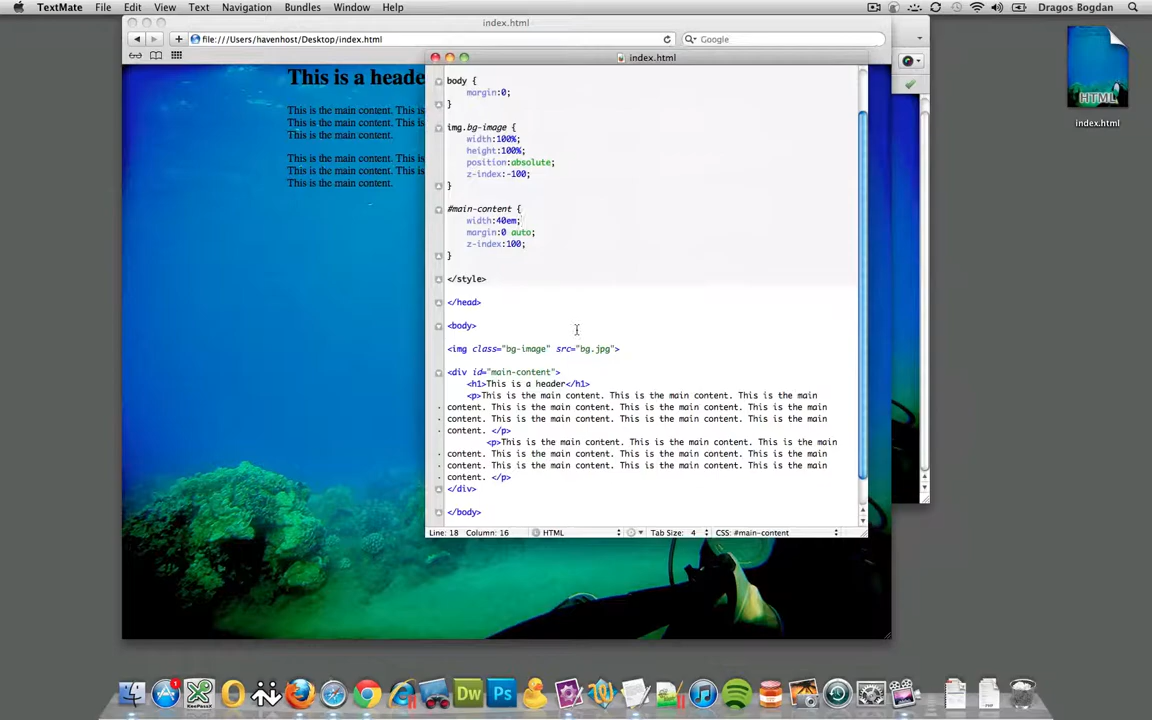 TextMate File Edit View Text Navigation Bundles Window Help Dragos Bogdan
index.html
file:///Users/havenhost/Desktop/index.html Google
index.html
This is a heade
This is the main content. This is
This is the main content. This is
This is the main content.
This is the main content. This is
This is the main content. This is
This is the main content.
body {
margin:0;
}
img.bg-image {
width:100%;
height:100%;
position:absolute;
z-index:-100;
}
#main-content {
width:40em;
margin:0 auto;
z-index:100;
}
</style>
</head>
<body>
<img class="bg-image" src="bg.jpg">
<div id="main-content">
<h1>This is a header</h1>
<p>This is the main content. This is the main content. This is the main
content. This is the main content. This is the main content. This is the main
content. This is the main content. This is the main content. This is the main
content. </p>
<p>This is the main content. This is the main content. This is the main
content. This is the main content. This is the main content. This is the main
content. This is the main content. This is the main content. This is the main
content. </p>
</div>
</body>
Line: 18 Column: 16 HTML Tab Size: 4 CSS: #main-content
HTML
index.html
1
Dw Ps